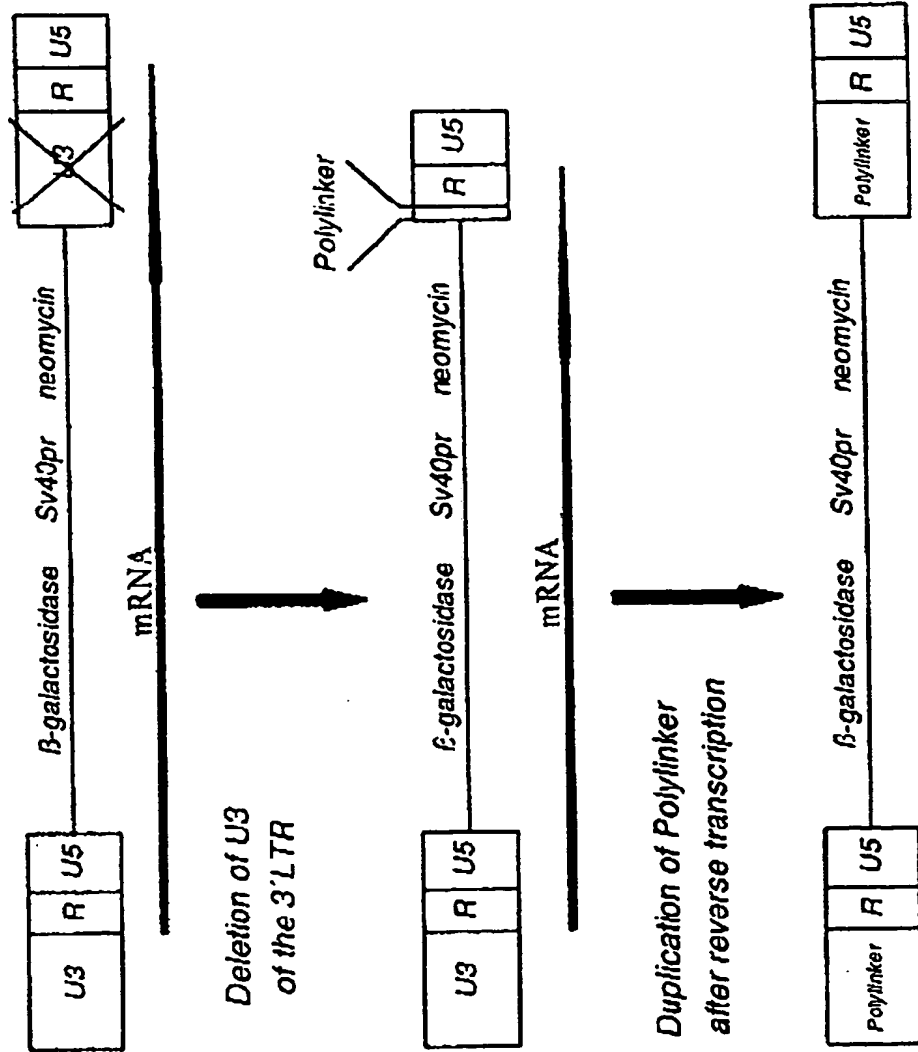 U3 R U5 ß-galactosidase Sv40pr neomycin U3 R U5
mRNA
Deletion of U3
of the 3´LTR
Polylinker
U3 R U5 ß-galactosidase Sv40pr neomycin R U5
mRNA
Duplication of Polylinker
after reverse transcription
Polylinker R U5 ß-galactosidase Sv40pr neomycin Polylinker R U5